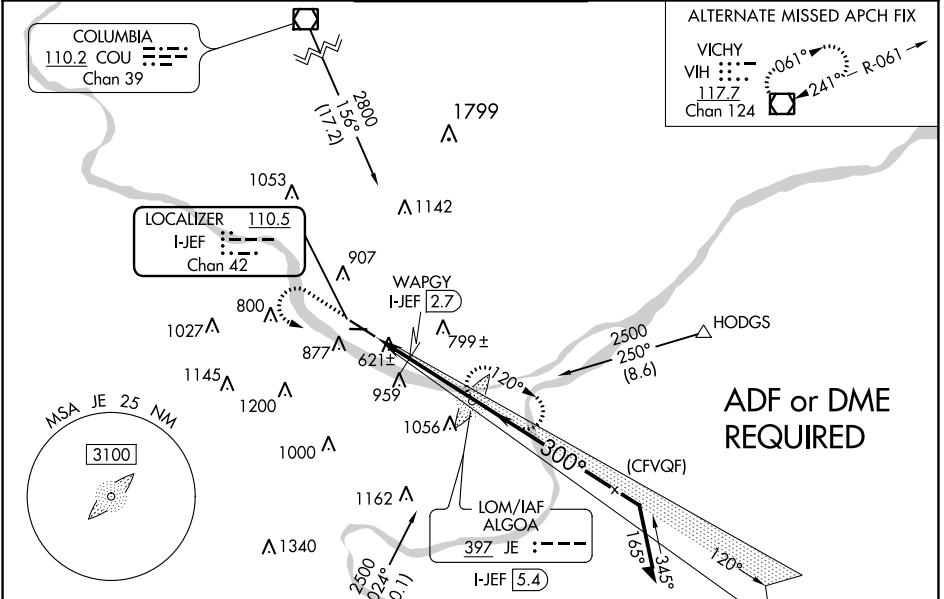 COLUMBIA
110.2 COU
Chan 39
ALTERNATE MISSED APCH FIX
VICHY
VIH
117.7
Chan 124
061°
241°
R-061
2800
156°
(17.2)
1799
1053
1142
LOCALIZER 110.5
I-JEF
Chan 42
907
WAPGY
I-JEF 2.7
800
1027
877
621±
799±
HODGS
2500
250°
(8.6)
1145
1200
959
120°
1056
ADF or DME
REQUIRED
MSA JE 25 NM
3100
1000
300°
(CFVQF)
1162
LOM/IAF
ALGOA
397 JE
I-JEF 5.4
1340
2500
024°
165°
345°
120°